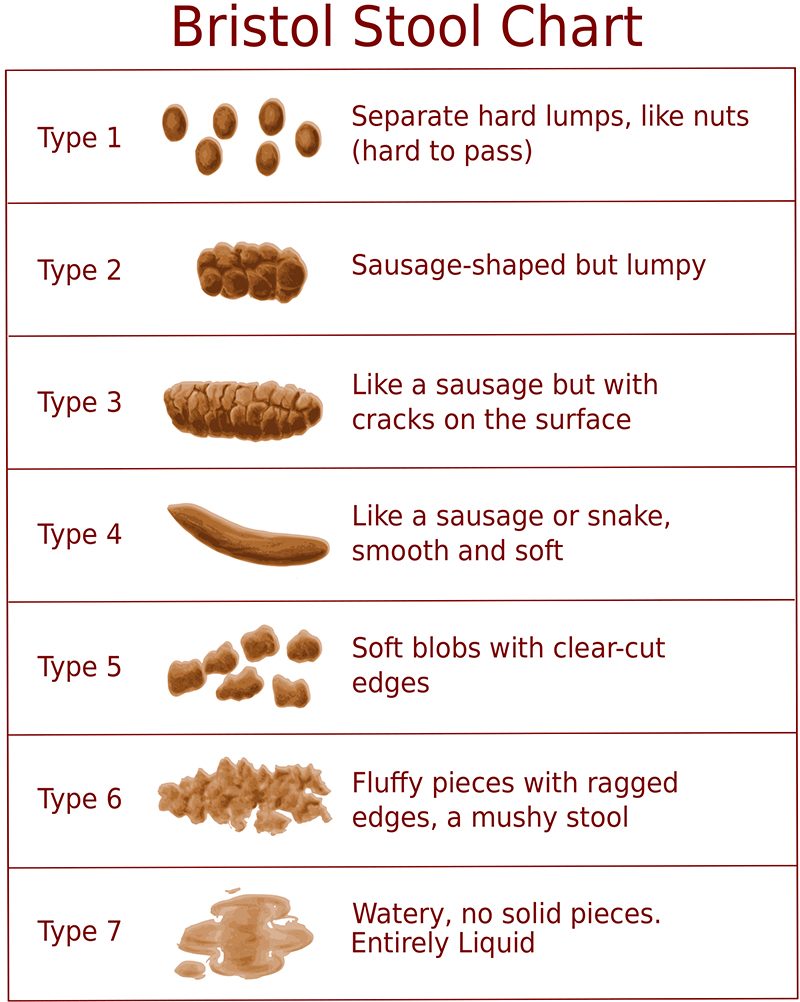 Bristol Stool Chart
Type 1
Separate hard lumps, like nuts
(hard to pass)
Type 2
Sausage-shaped but lumpy
Type 3
Like a sausage but with
cracks on the surface
Type 4
Like a sausage or snake,
smooth and soft
Type 5
Soft blobs with clear-cut
edges
Type 6
Fluffy pieces with ragged
edges, a mushy stool
Type 7
Watery, no solid pieces.
Entirely Liquid